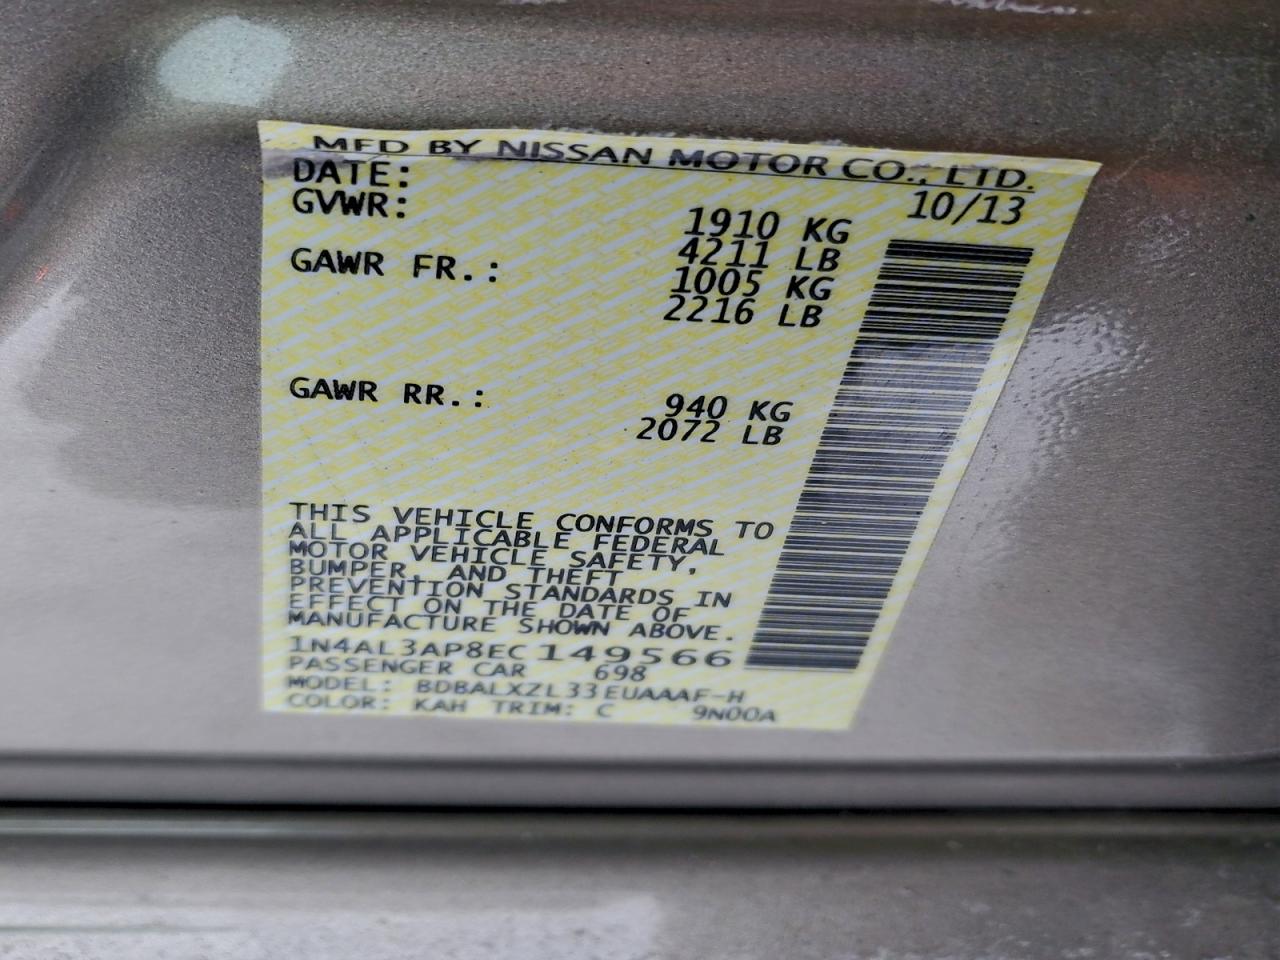 MFD BY NISSAN MOTOR CO., LTD.
DATE: 10/13
GVWR: 1910 KG
4211 LB
GAWR FR.: 1005 KG
2216 LB
GAWR RR.: 940 KG
2072 LB
THIS VEHICLE CONFORMS TO
ALL APPLICABLE FEDERAL
MOTOR VEHICLE SAFETY,
BUMPER, AND THEFT
PREVENTION STANDARDS IN
EFFECT ON THE DATE OF
MANUFACTURE SHOWN ABOVE.
1N4AL3AP8EC149566
PASSENGER CAR 698
MODEL: BDBALXZL33EUAAAF-H
COLOR: KAH TRIM: C 9N00A